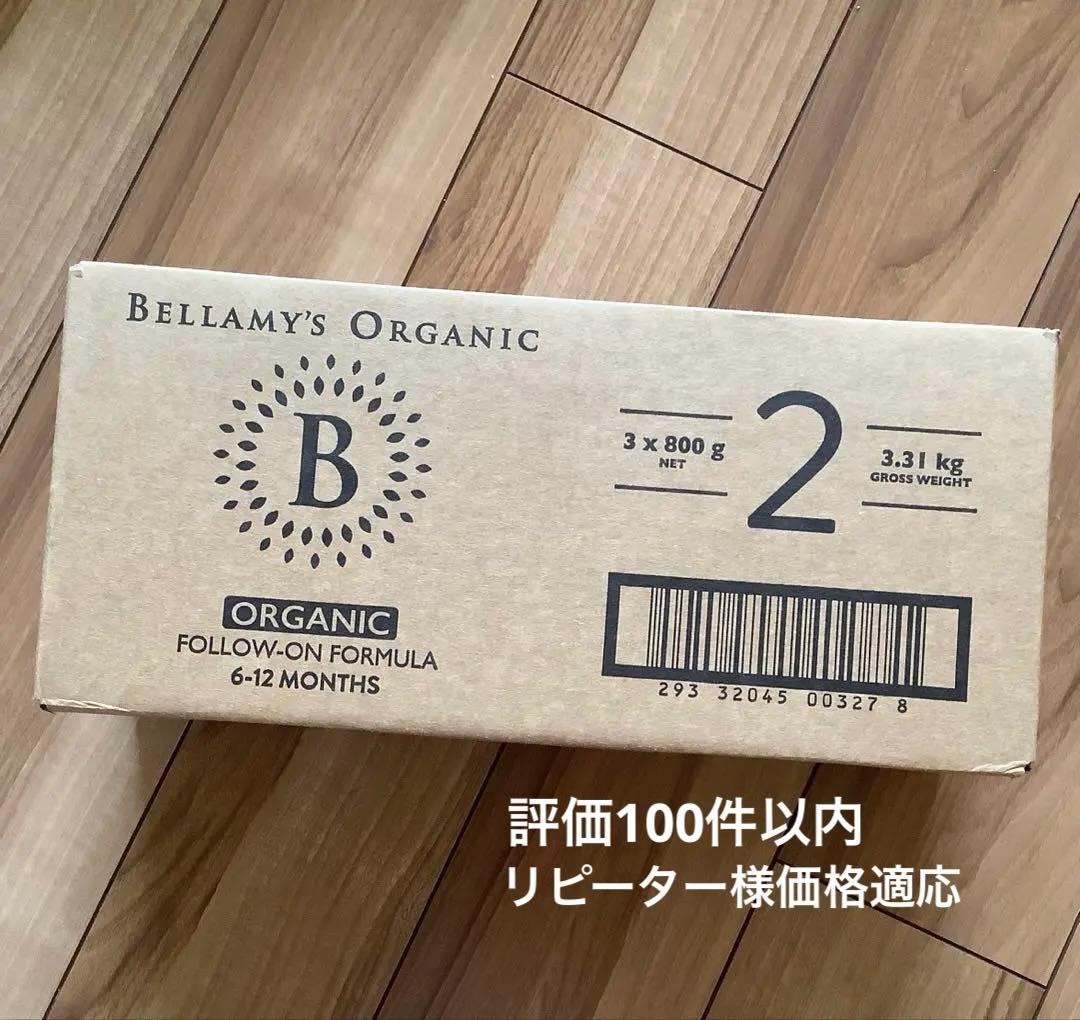 BELLAMY'S ORGANIC
B
ORGANIC
FOLLOW-ON FORMULA
6-12 MONTHS
3 x 800 g
NET
2
3.31 kg
GROSS WEIGHT
293 32045 00327 8
評価100件以内
リピーター様価格適応